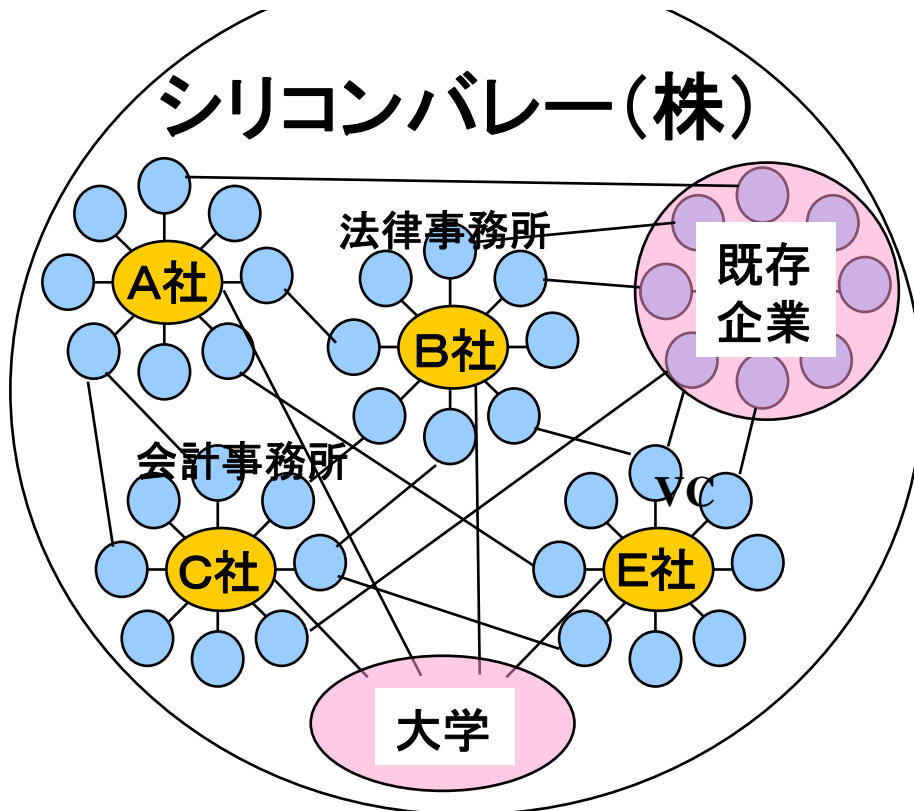 シリコンバレー(株)
法律事務所
既存
企業
A社
B社
会計事務所
VC
C社
E社
大学